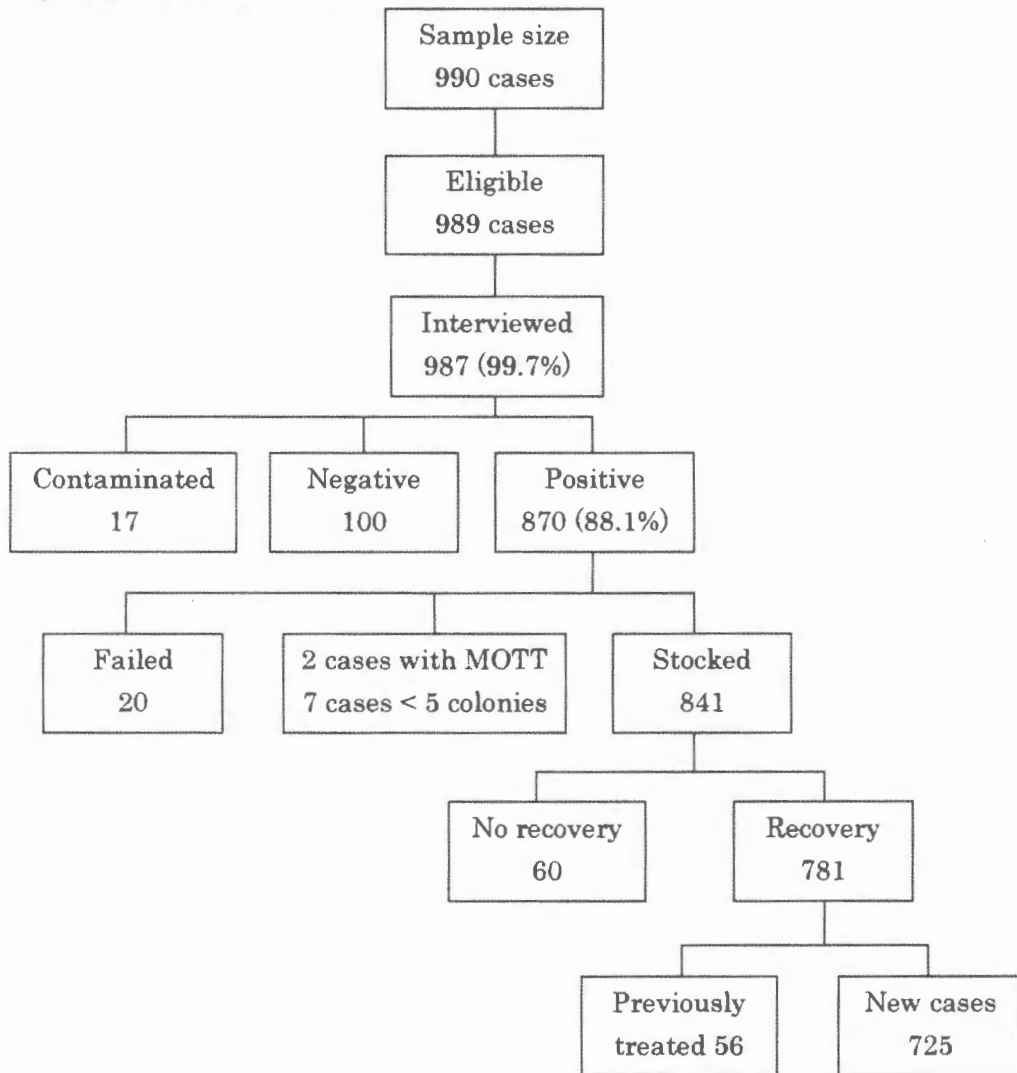 Sample size
990 cases
Eligible
989 cases
Interviewed
987 (99.7%)
Contaminated
17
Negative
100
Positive
870 (88.1%)
Failed
20
2 cases with MOTT
7 cases < 5 colonies
Stocked
841
No recovery
60
Recovery
781
Previously
treated 56
New cases
725